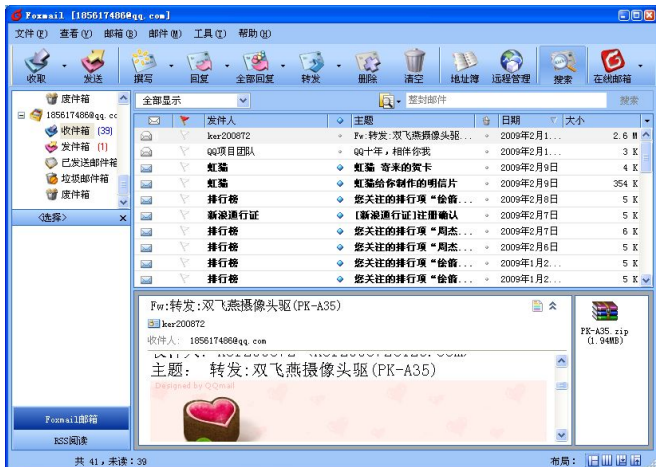 Foxmail [185617486@qq.com]
文件(F) 查看(V) 邮箱(B) 邮件(M) 工具(T) 帮助(H)
收取 发送 撰写 回复 全部回复 转发 删除 清空 地址簿 远程管理 搜索 在线邮箱
废件箱
185617486@qq.co
收件箱 (39)
发件箱 (1)
已发送邮件箱
垃圾邮件箱
废件箱
<选择> ×
全部显示 整封邮件 搜索
发件人 主题 日期 大小
ker200872 Fw:转发:双飞燕摄像头驱... 2009年2月1... 2.6 M
QQ项目团队 QQ十年，相伴你我 2009年2月1... 3 K
虹猫 虹猫 寄来的贺卡 2009年2月9日 4 K
虹猫 虹猫给你制作的明信片 2009年2月9日 354 K
排行榜 您关注的排行项“徐... 2009年2月8日 5 K
新浪通行证 [新浪通行证]注册确认 2009年2月7日 5 K
排行榜 您关注的排行项“周杰... 2009年2月7日 6 K
排行榜 您关注的排行项“周杰... 2009年2月6日 5 K
排行榜 您关注的排行项“徐... 2009年1月2... 5 K
排行榜 您关注的排行项“徐... 2009年1月2... 5 K
Fw:转发:双飞燕摄像头驱(PK-A35)
ker200872
收件人: 185617486@qq.com
主题: 转发:双飞燕摄像头驱(PK-A35)
Designed by QQmail
PK-A35.zip
(1.94MB)
Foxmail邮箱
RSS阅读
共 41，未读:39
布局: